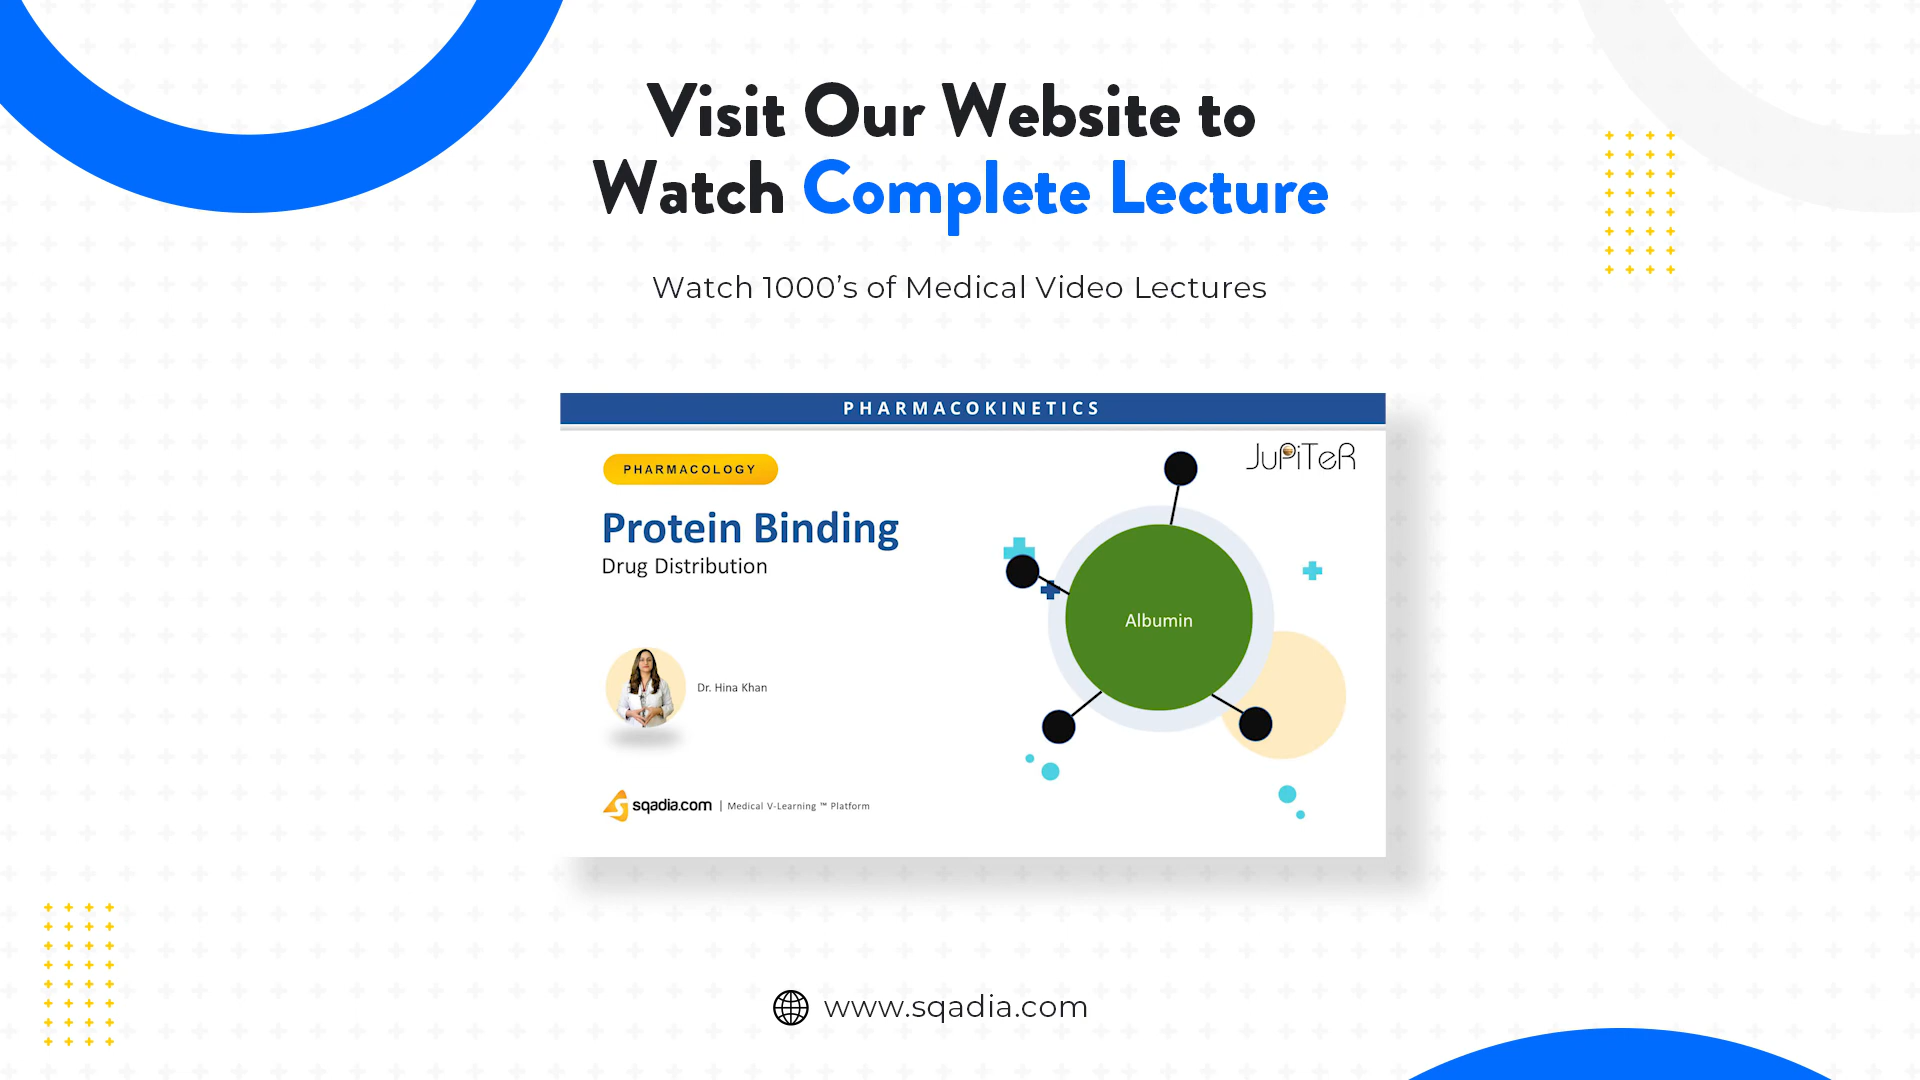 Visit Our Website to
Watch Complete Lecture
Watch 1000's of Medical Video Lectures
PHARMACOKINETICS
JuPiTeR
PHARMACOLOGY
Protein Binding
Drug Distribution
Albumin
Dr. Hina Khan
sqadia.com | Medical V-Learning ™ Platform
www.sqadia.com